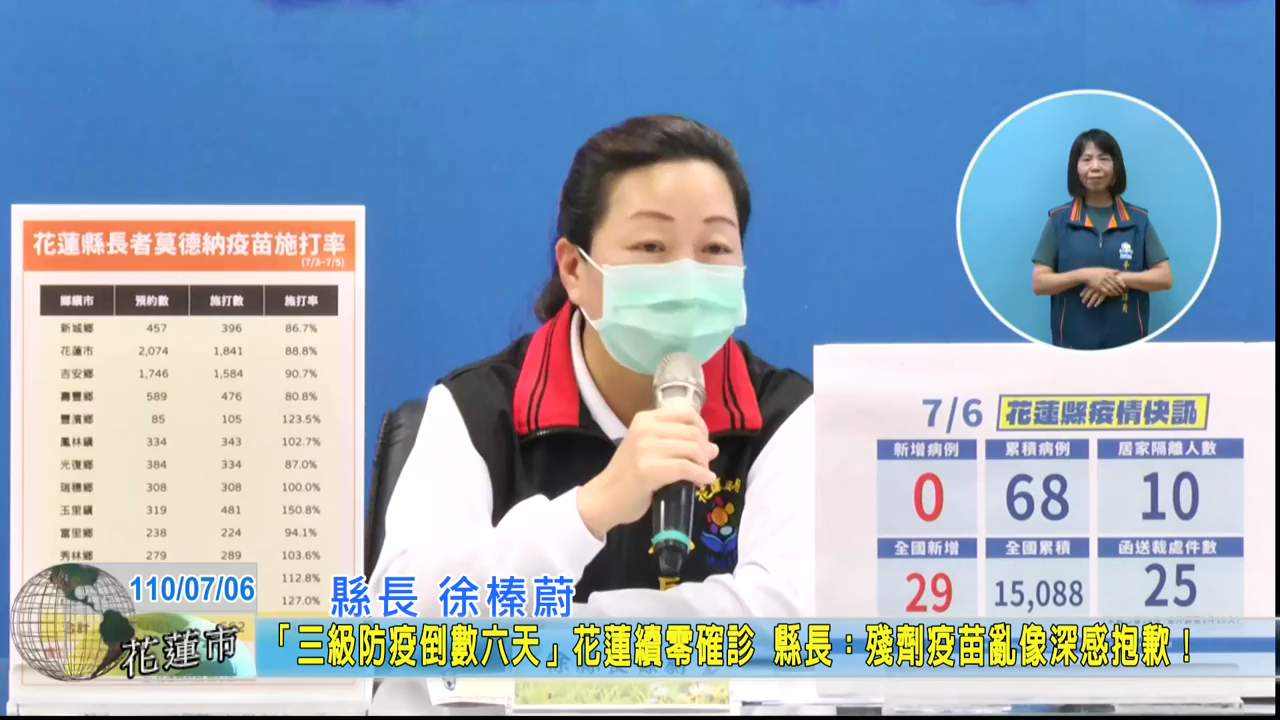 花蓮縣長者莫德納疫苗施打率
(7/3~7/5)
鄉鎮市 預約數 施打數 施打率
新城鄉 457 396 86.7%
花蓮市 2,074 1,841 88.8%
吉安鄉 1,746 1,584 90.7%
壽豐鄉 589 476 80.8%
豐濱鄉 85 105 123.5%
鳳林鎮 334 343 102.7%
光復鄉 384 334 87.0%
瑞穗鄉 308 308 100.0%
玉里鎮 319 481 150.8%
富里鄉 238 224 94.1%
秀林鄉 279 289 103.6%
112.8%
127.0%
7/6 花蓮縣疫情快訊
新增病例 累積病例 居家隔離人數
0 68 10
全國新增 全國累積 函送裁處件數
29 15,088 25
110/07/06
縣長 徐榛蔚
花蓮市
「三級防疫倒數六天」花蓮續零確診 縣長：殘劑疫苗亂像深感抱歉！